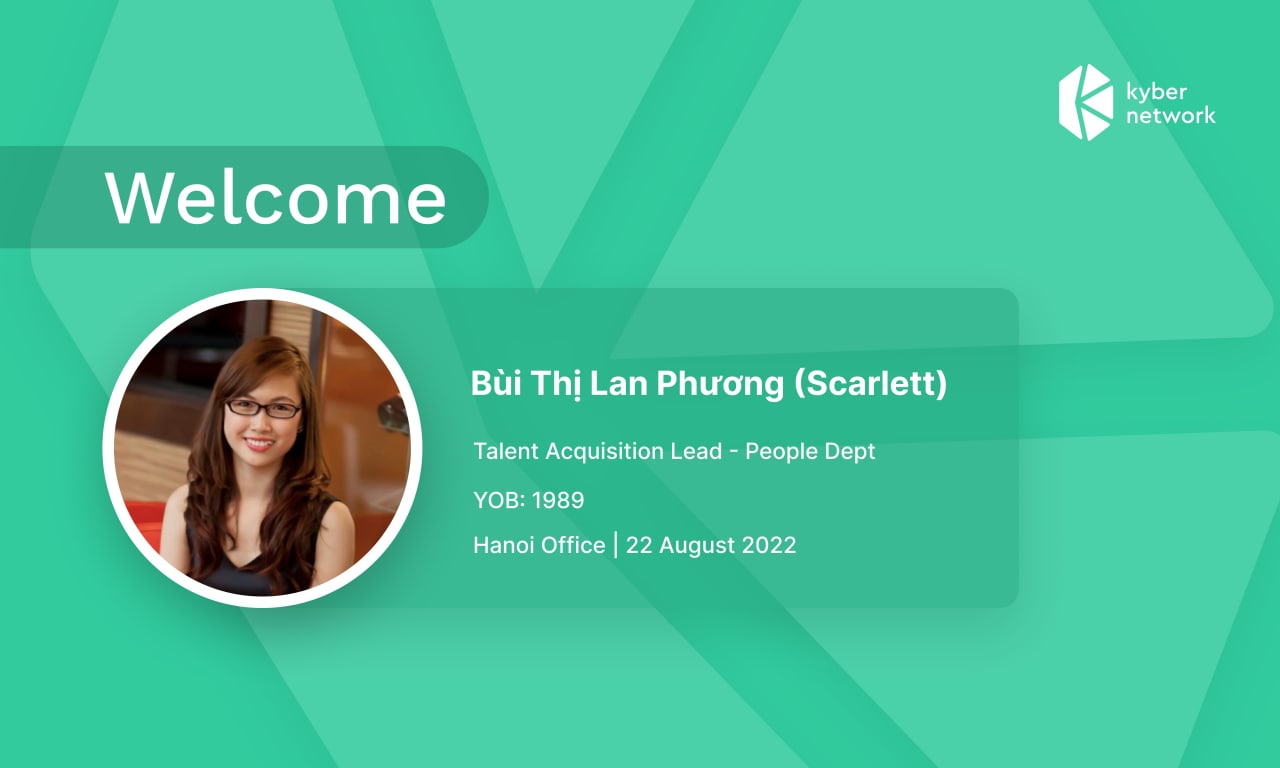 kyber
network
Welcome
Bùi Thị Lan Phương (Scarlett)
Talent Acquisition Lead - People Dept
YOB: 1989
Hanoi Office | 22 August 2022